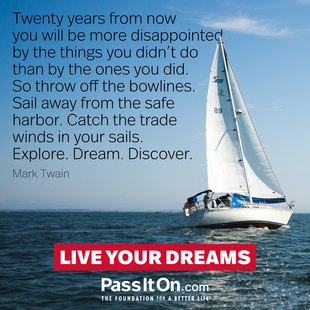 Twenty years from now
you will be more disappointed
by the things you didn't do
than by the ones you did.
So throw off the bowlines.
Sail away from the safe
harbor. Catch the trade
winds in your sails.
Explore. Dream. Discover.
Mark Twain
89
LIVE YOUR DREAMS
PassItOn.com
THE FOUNDATION FOR A BETTER LIFE